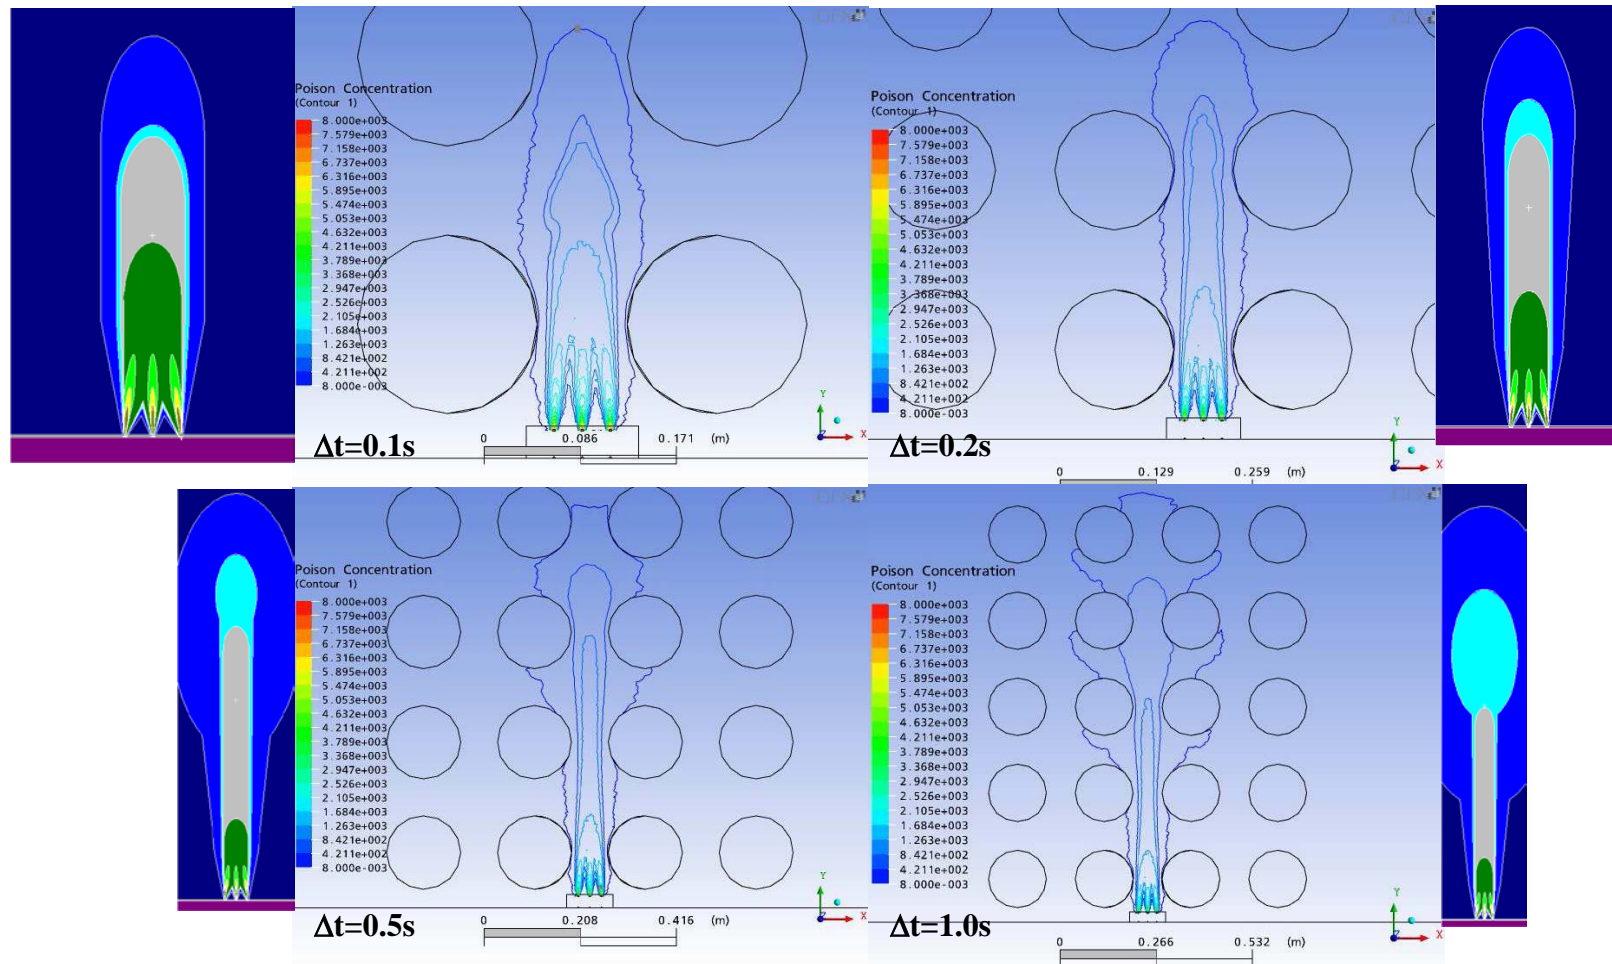 Poison Concentration
(Contour 1)
8.000e+003
7.579e+003
7.158e+003
6.737e+003
6.316e+003
5.895e+003
5.474e+003
5.053e+003
4.632e+003
4.211e+003
3.789e+003
3.368e+003
2.947e+003
2.526e+003
2.105e+003
1.684e+003
1.263e+003
8.421e+002
4.211e+002
8.000e-003
Δt=0.1s
0 0.086 0.171 (m)
Y
X
Z
Poison Concentration
(Contour 1)
8.000e+003
7.579e+003
7.158e+003
6.737e+003
6.316e+003
5.895e+003
5.474e+003
5.053e+003
4.632e+003
4.211e+003
3.789e+003
3.368e+003
2.947e+003
2.526e+003
2.105e+003
1.684e+003
1.263e+003
8.421e+002
4.211e+002
8.000e-003
Δt=0.2s
0 0.129 0.259 (m)
Y
X
Z
Poison Concentration
(Contour 1)
8.000e+003
7.579e+003
7.158e+003
6.737e+003
6.316e+003
5.895e+003
5.474e+003
5.053e+003
4.632e+003
4.211e+003
3.789e+003
3.368e+003
2.947e+003
2.526e+003
2.105e+003
1.684e+003
1.263e+003
8.421e+002
4.211e+002
8.000e-003
Δt=0.5s
0 0.208 0.416 (m)
Y
X
Z
Poison Concentration
(Contour 1)
8.000e+003
7.579e+003
7.158e+003
6.737e+003
6.316e+003
5.895e+003
5.474e+003
5.053e+003
4.632e+003
4.211e+003
3.789e+003
3.368e+003
2.947e+003
2.526e+003
2.105e+003
1.684e+003
1.263e+003
8.421e+002
4.211e+002
8.000e-003
Δt=1.0s
0 0.266 0.532 (m)
Y
X
Z